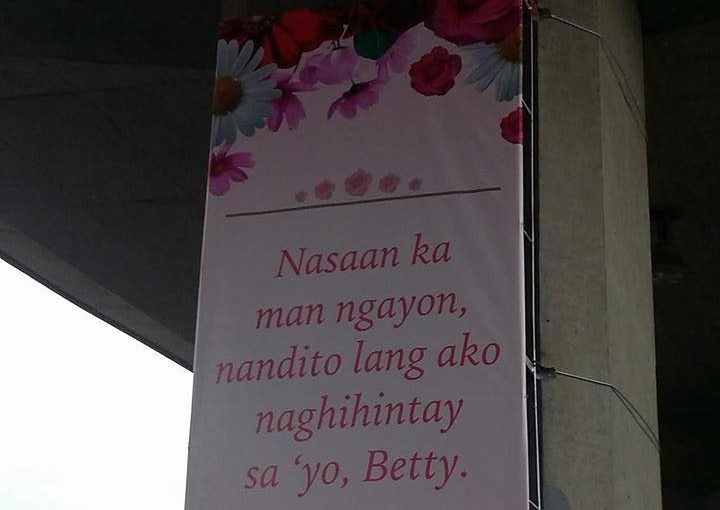 Nasaan ka
man ngayon,
nandito lang ako
naghihintay
sa ‘yo, Betty.